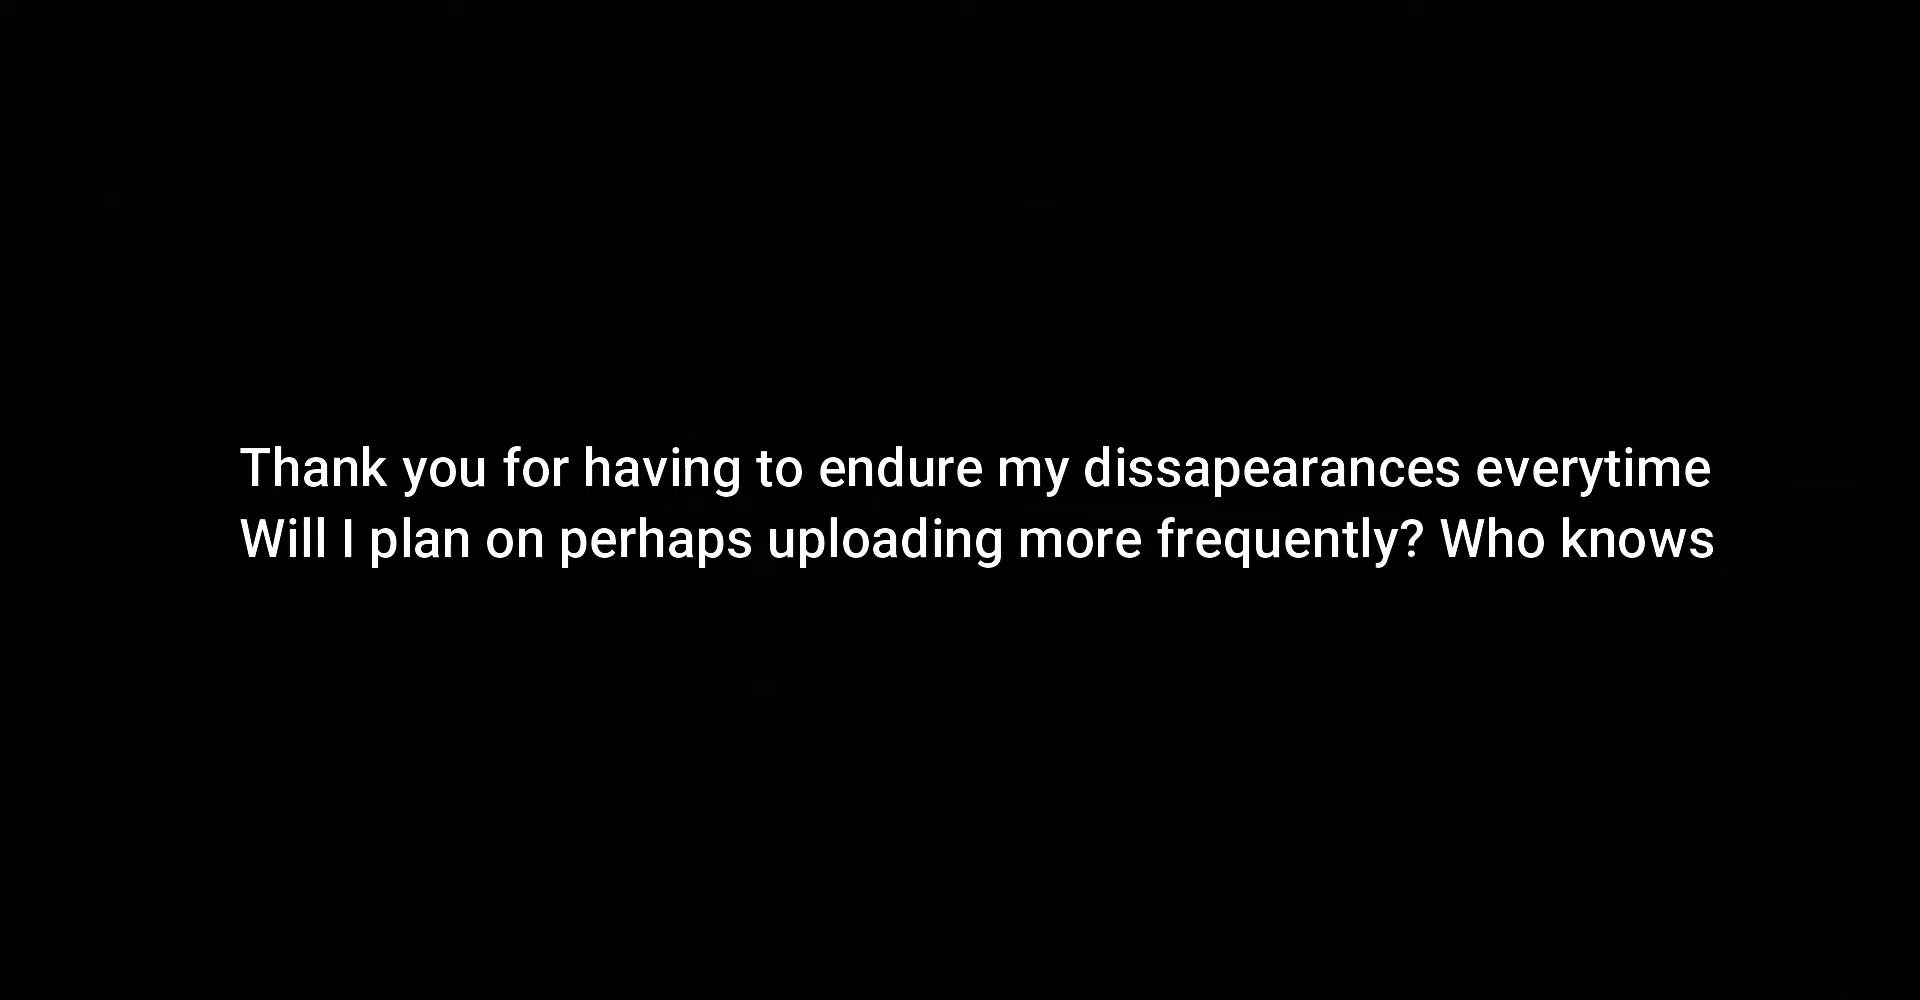 Thank you for having to endure my dissapearances everytime
Will I plan on perhaps uploading more frequently? Who knows